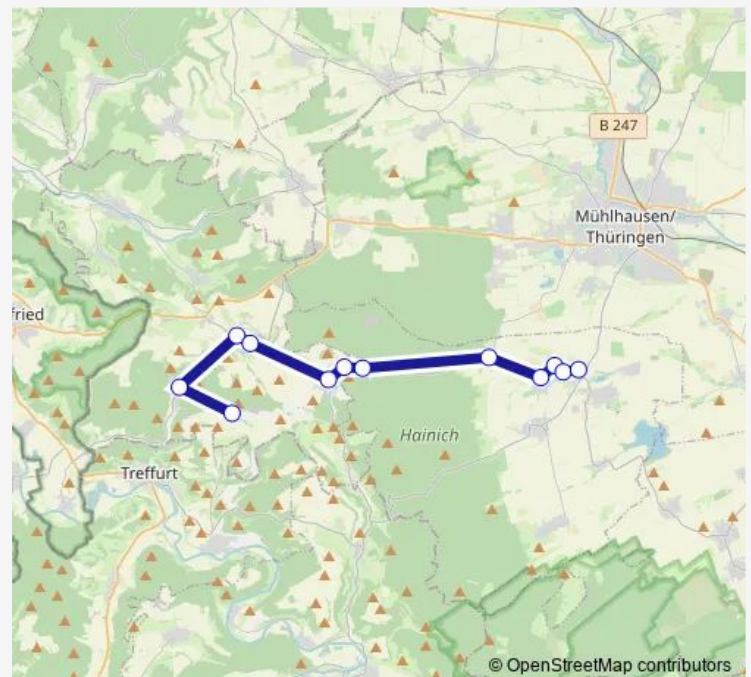 B 247
Mühlhausen/
Thüringen
fried
Hainich
Treffurt
© OpenStreetMap contributors